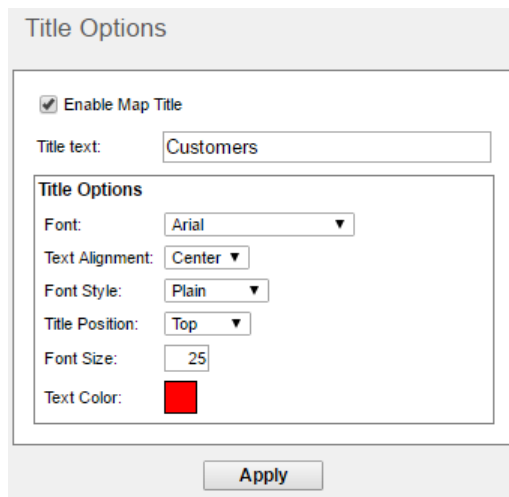 Title Options
Enable Map Title
Title text: Customers
Title Options
Font: Arial
Text Alignment: Center
Font Style: Plain
Title Position: Top
Font Size: 25
Text Color:
Apply